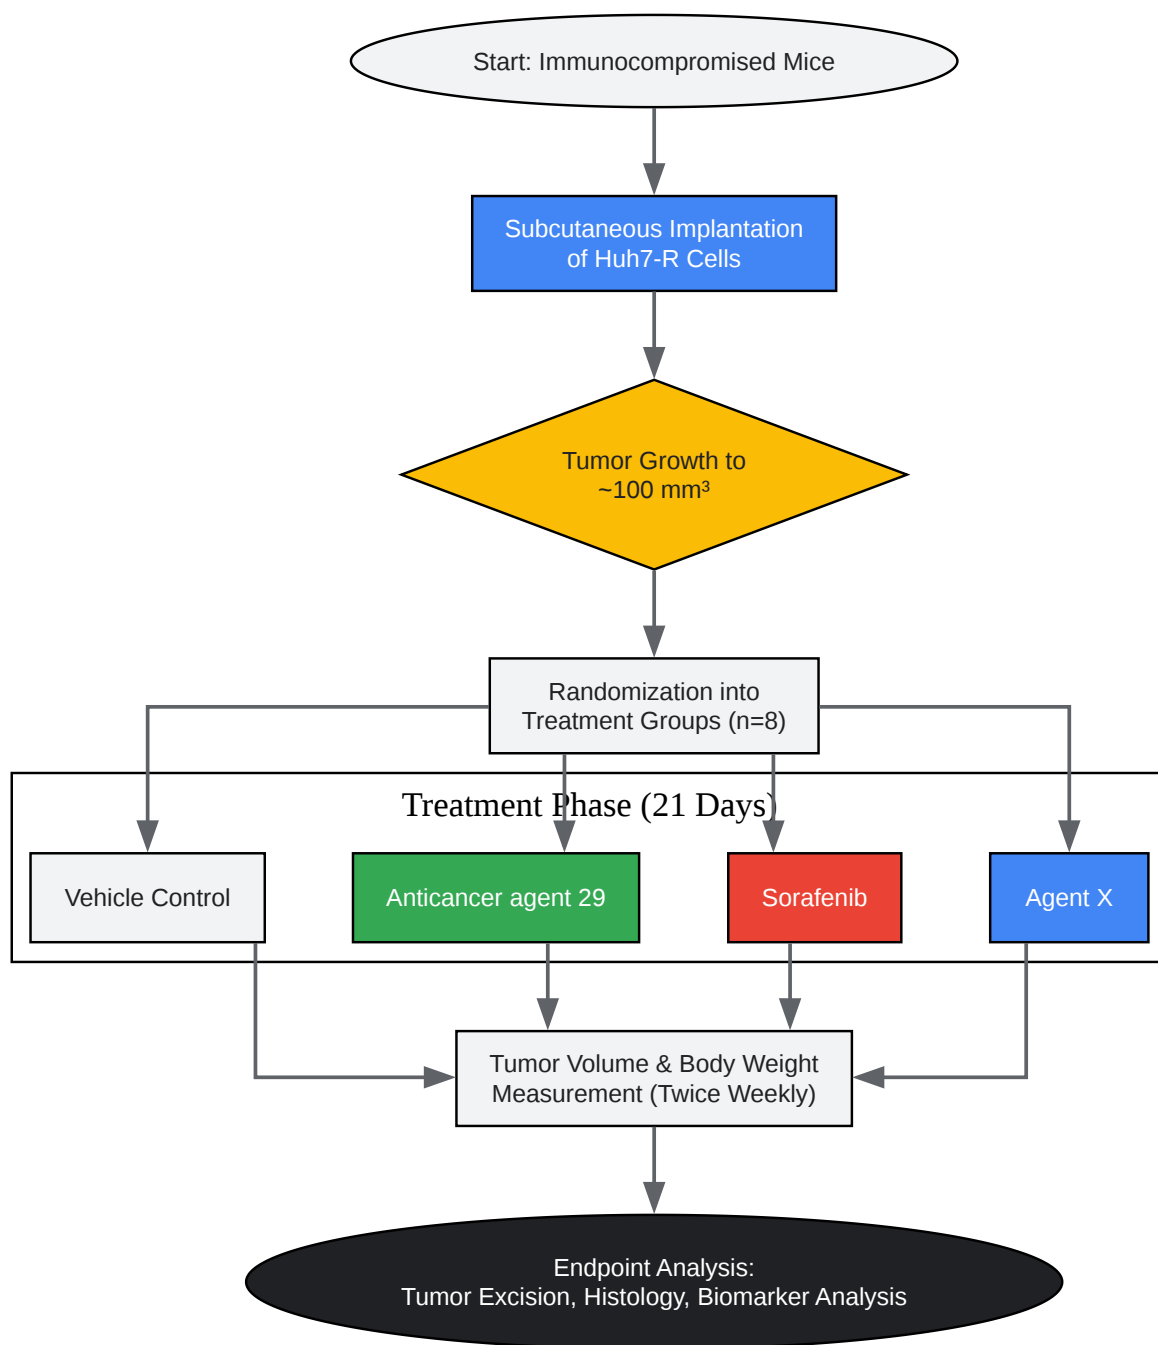 Start: Immunocompromised Mice
Subcutaneous Implantation
of Huh7-R Cells
Tumor Growth to
~100 mm³
Randomization into
Treatment Groups (n=8)
Treatment Phase (21 Days)
Vehicle Control
Anticancer agent 29
Sorafenib
Agent X
Tumor Volume & Body Weight
Measurement (Twice Weekly)
Endpoint Analysis:
Tumor Excision, Histology, Biomarker Analysis